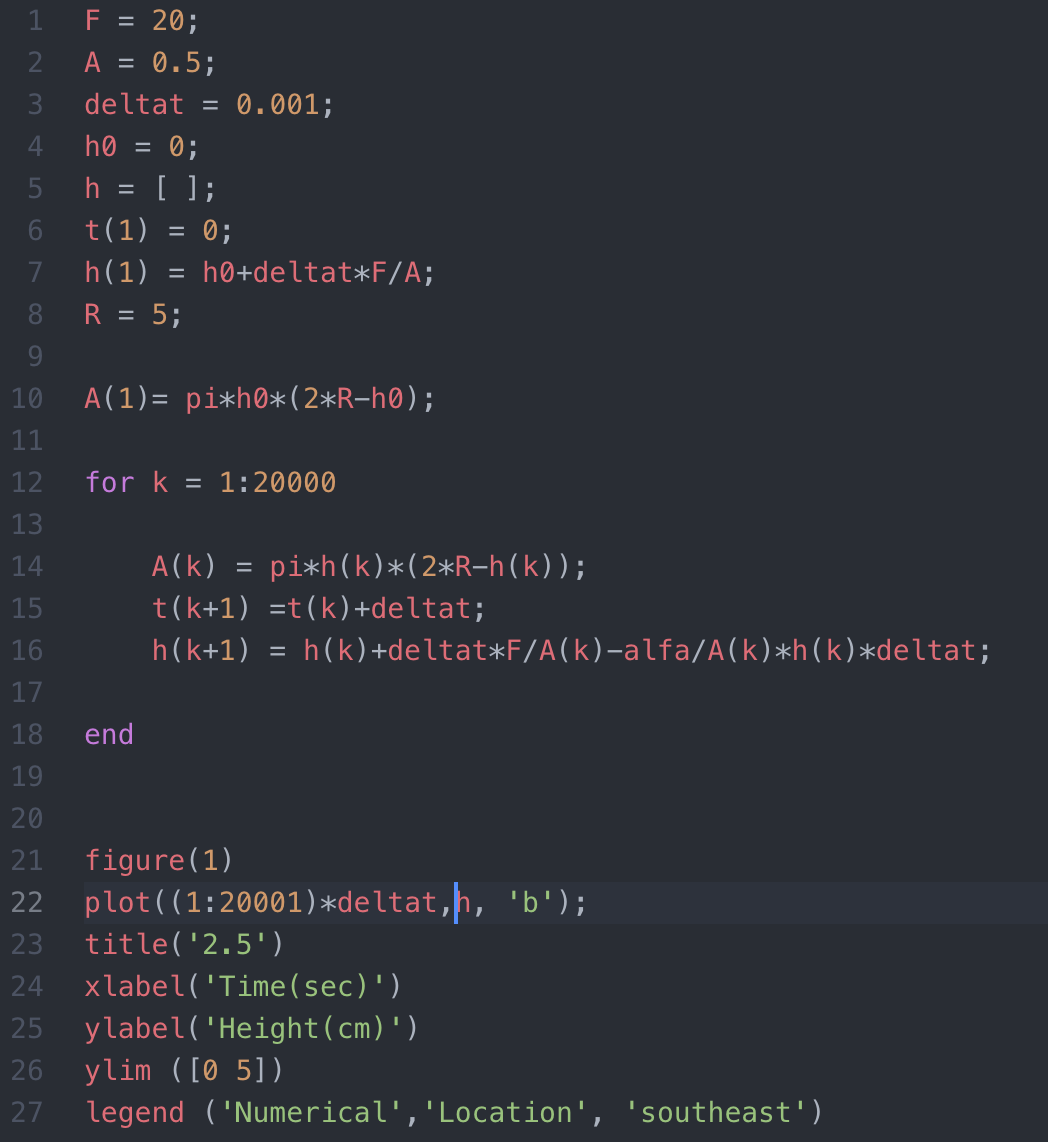 1 F = 20;
2 A = 0.5;
3 deltat = 0.001;
4 h0 = 0;
5 h = [ ];
6 t(1) = 0;
7 h(1) = h0+deltat*F/A;
8 R = 5;
9
10 A(1)= pi*h0*(2*R-h0);
11
12 for k = 1:20000
13
14     A(k) = pi*h(k)*(2*R-h(k));
15     t(k+1) =t(k)+deltat;
16     h(k+1) = h(k)+deltat*F/A(k)-alfa/A(k)*h(k)*deltat;
17
18 end
19
20
21 figure(1)
22 plot((1:20001)*deltat,h, 'b');
23 title('2.5')
24 xlabel('Time(sec)')
25 ylabel('Height(cm)')
26 ylim ([0 5])
27 legend ('Numerical','Location', 'southeast')